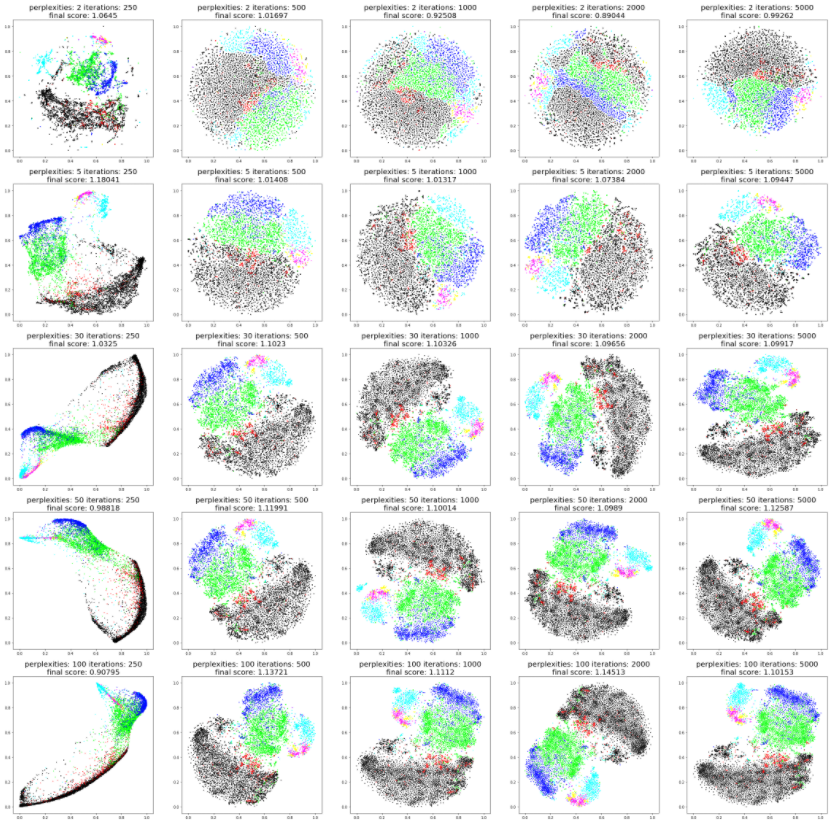 perplexities: 2 iterations: 250
final score: 1.0645
perplexities: 2 iterations: 500
final score: 1.01697
perplexities: 2 iterations: 1000
final score: 0.92508
perplexities: 2 iterations: 2000
final score: 0.89044
perplexities: 2 iterations: 5000
final score: 0.99262
perplexities: 5 iterations: 250
final score: 1.18041
perplexities: 5 iterations: 500
final score: 1.01408
perplexities: 5 iterations: 1000
final score: 1.01317
perplexities: 5 iterations: 2000
final score: 1.07384
perplexities: 5 iterations: 5000
final score: 1.09447
perplexities: 30 iterations: 250
final score: 1.0325
perplexities: 30 iterations: 500
final score: 1.1023
perplexities: 30 iterations: 1000
final score: 1.10326
perplexities: 30 iterations: 2000
final score: 1.09656
perplexities: 30 iterations: 5000
final score: 1.09917
perplexities: 50 iterations: 250
final score: 0.98818
perplexities: 50 iterations: 500
final score: 1.11991
perplexities: 50 iterations: 1000
final score: 1.10014
perplexities: 50 iterations: 2000
final score: 1.0989
perplexities: 50 iterations: 5000
final score: 1.12587
perplexities: 100 iterations: 250
final score: 0.90795
perplexities: 100 iterations: 500
final score: 1.13721
perplexities: 100 iterations: 1000
final score: 1.1112
perplexities: 100 iterations: 2000
final score: 1.14513
perplexities: 100 iterations: 5000
final score: 1.10153